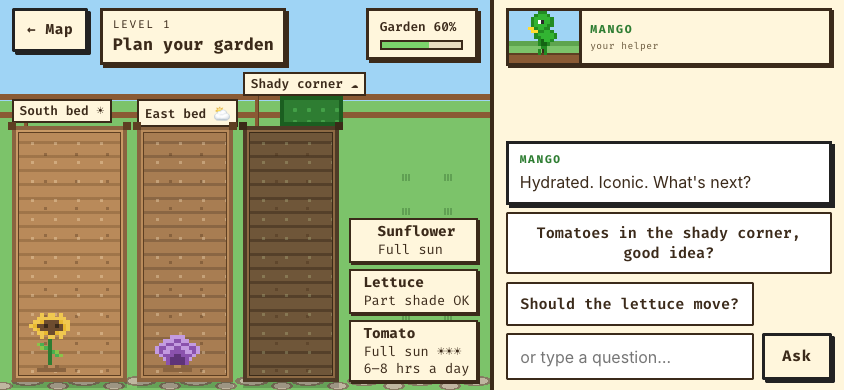 ← Map
LEVEL 1
Plan your garden
Garden 60%
Shady corner ☁
South bed ☀
East bed ⛅
Sunflower
Full sun
Lettuce
Part shade OK
Tomato
Full sun ☀☀☀
6–8 hrs a day
MANGO
your helper
MANGO
Hydrated. Iconic. What's next?
Tomatoes in the shady corner,
good idea?
Should the lettuce move?
or type a question...
Ask